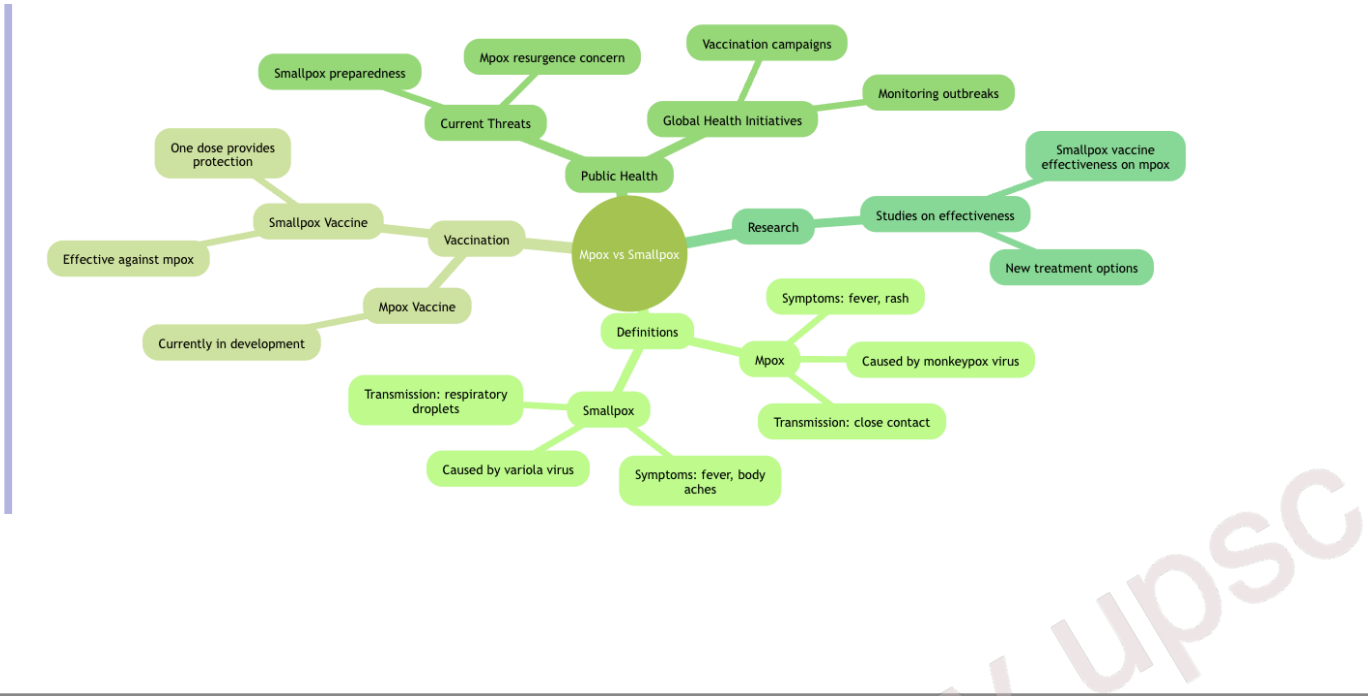 Vaccination campaigns
Mpox resurgence concern
Smallpox preparedness
Monitoring outbreaks
Current Threats
Global Health Initiatives
One dose provides
protection
Smallpox vaccine
effectiveness on mpox
Public Health
Smallpox Vaccine
Studies on effectiveness
Research
Vaccination
Mpox vs Smallpox
Effective against mpox
New treatment options
Symptoms: fever, rash
Mpox Vaccine
Definitions
Currently in development
Mpox
Caused by monkeypox virus
Transmission: respiratory
droplets
Smallpox
Transmission: close contact
Caused by variola virus
Symptoms: fever, body
aches
upsc